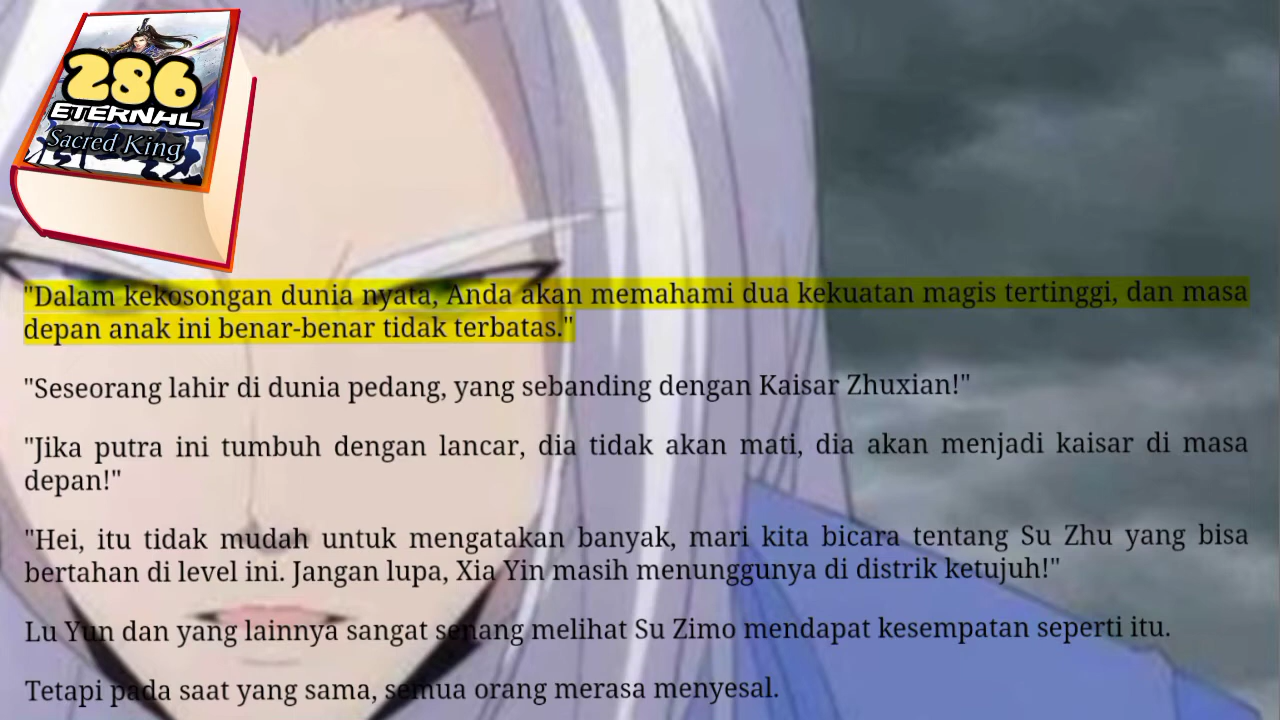 286
ETERNAL
Sacred King
"Dalam kekosongan dunia nyata, Anda akan memahami dua kekuatan magis tertinggi, dan masa
depan anak ini benar-benar tidak terbatas."
"Seseorang lahir di dunia pedang, yang sebanding dengan Kaisar Zhuxian!"
"Jika putra ini tumbuh dengan lancar, dia tidak akan mati, dia akan menjadi kaisar di masa
depan!"
"Hei, itu tidak mudah untuk mengatakan banyak, mari kita bicara tentang Su Zhu yang bisa
bertahan di level ini. Jangan lupa, Xia Yin masih menunggunya di distrik ketujuh!"
Lu Yun dan yang lainnya sangat senang melihat Su Zimo mendapat kesempatan seperti itu.
Tetapi pada saat yang sama, semua orang merasa menyesal.